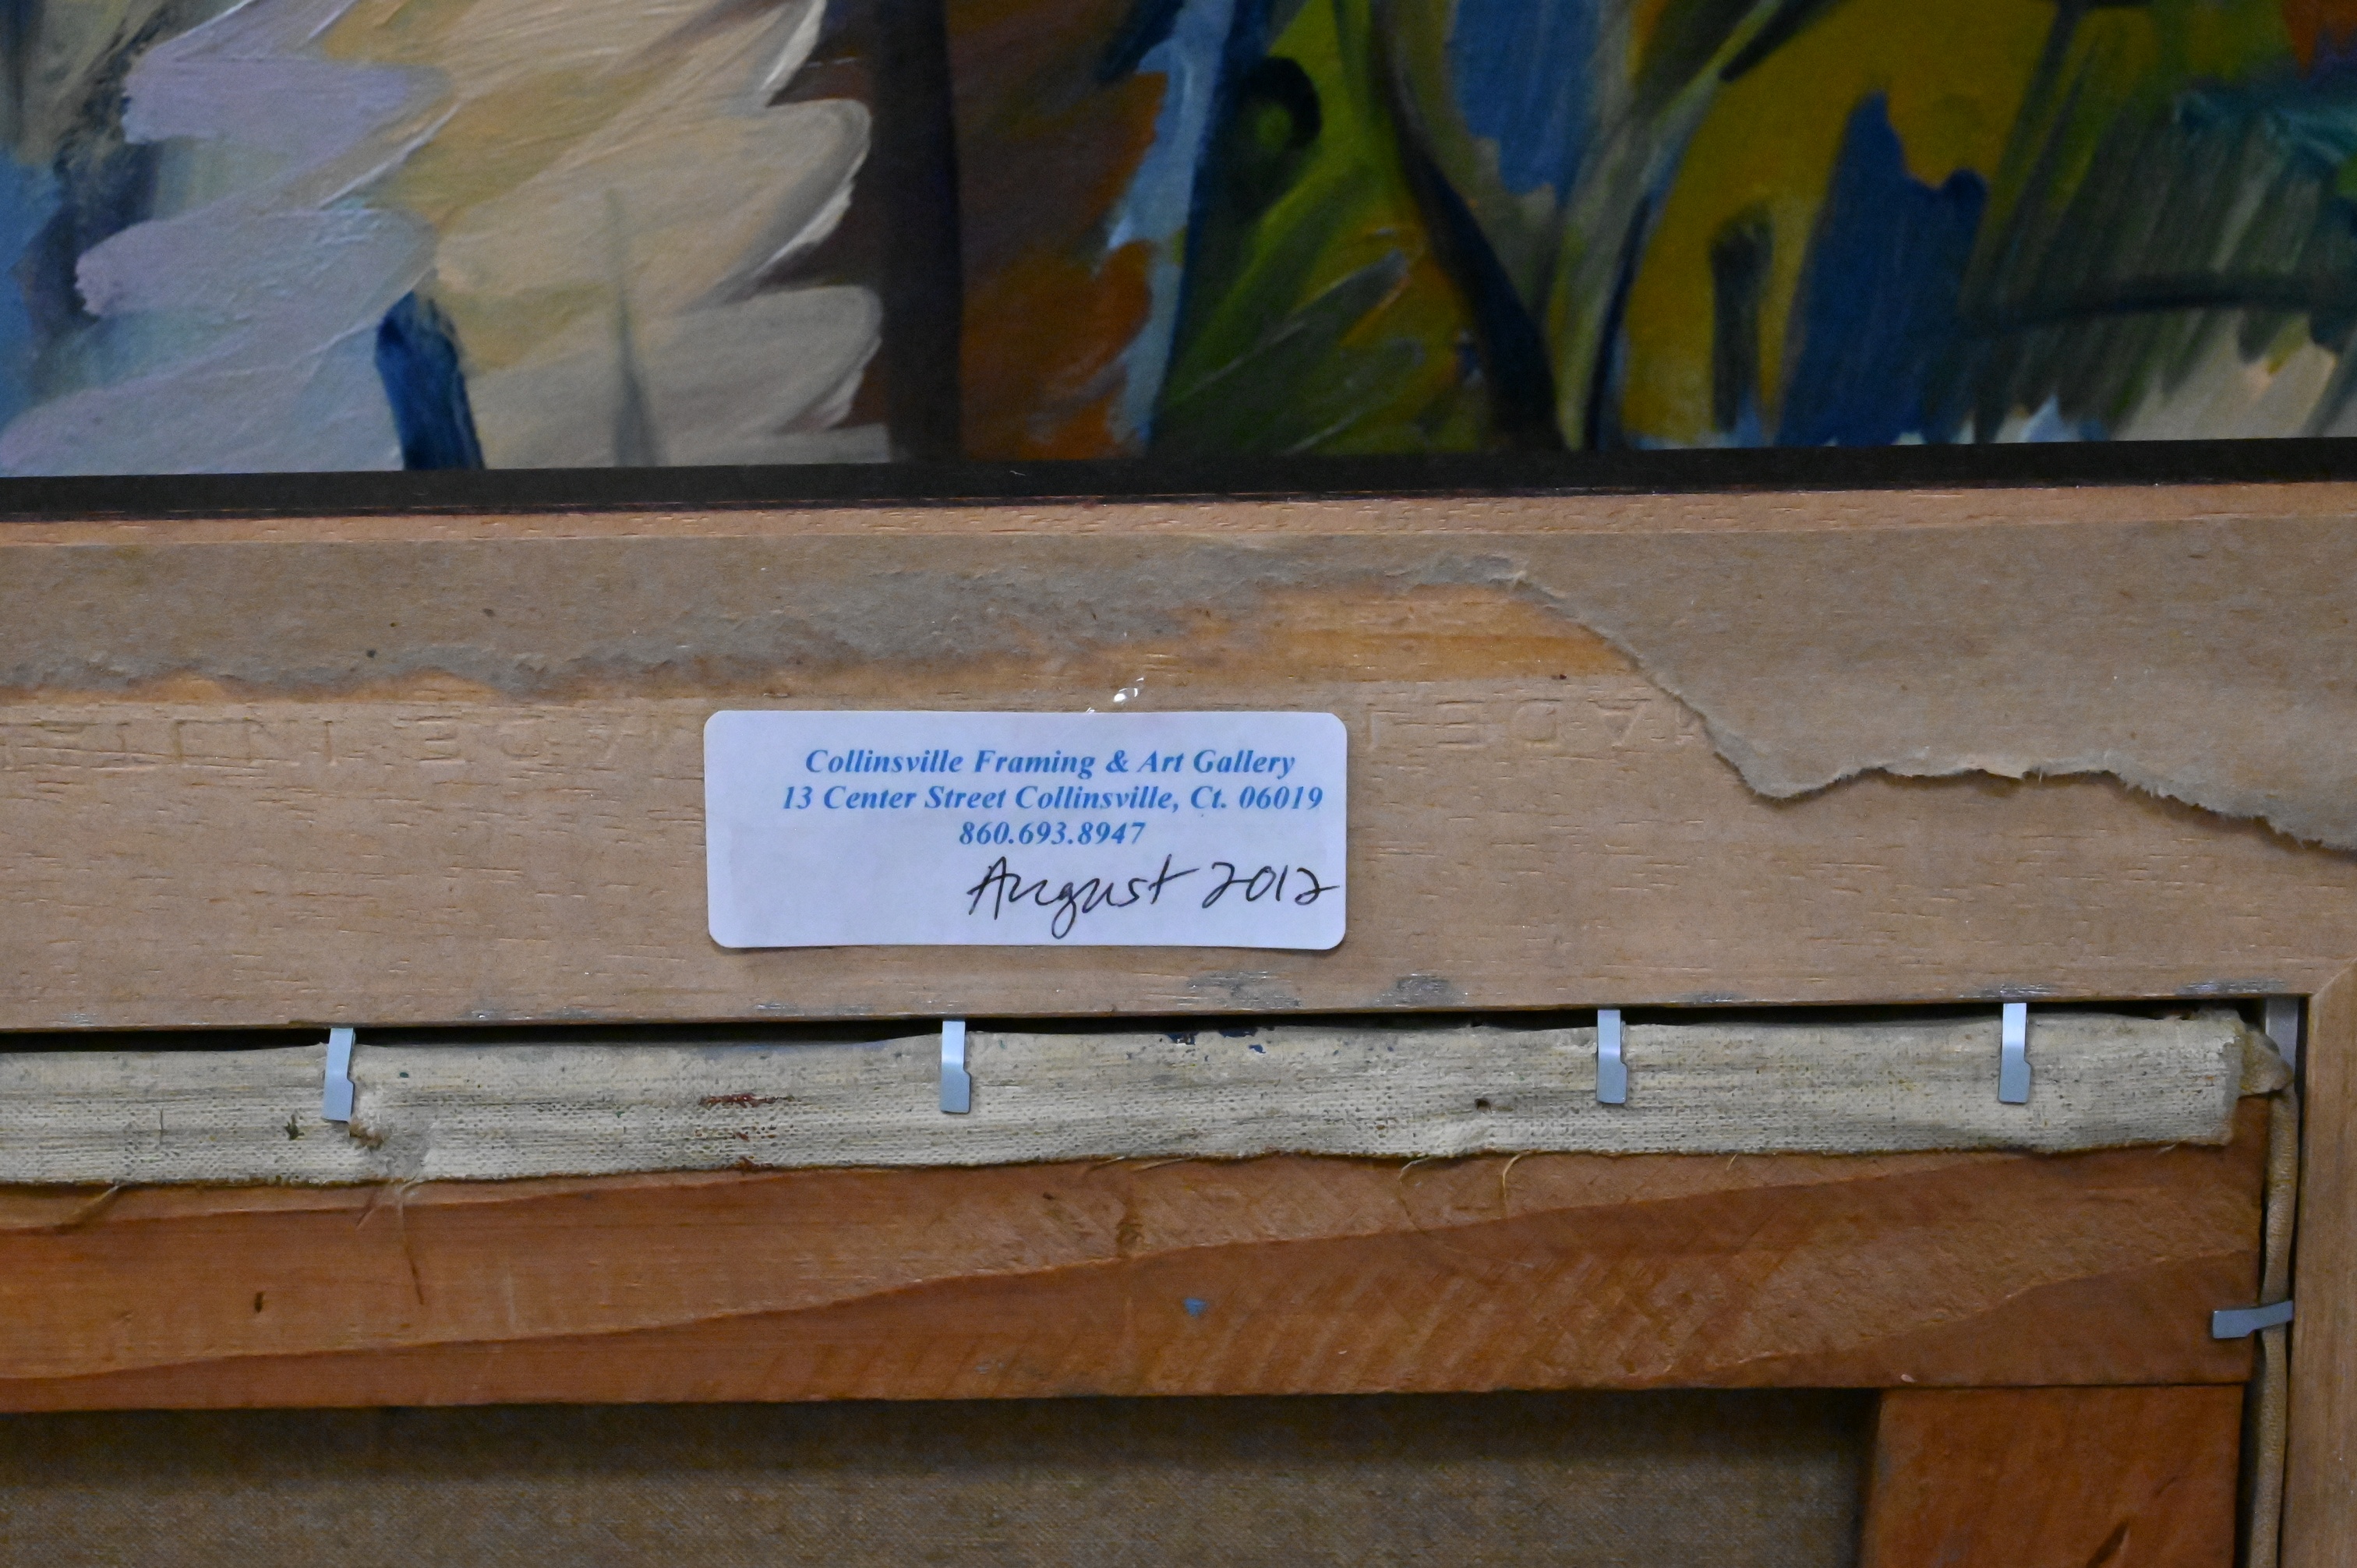 Collinsville Framing & Art Gallery
13 Center Street Collinsville, Ct. 06019
860.693.8947
August 2012